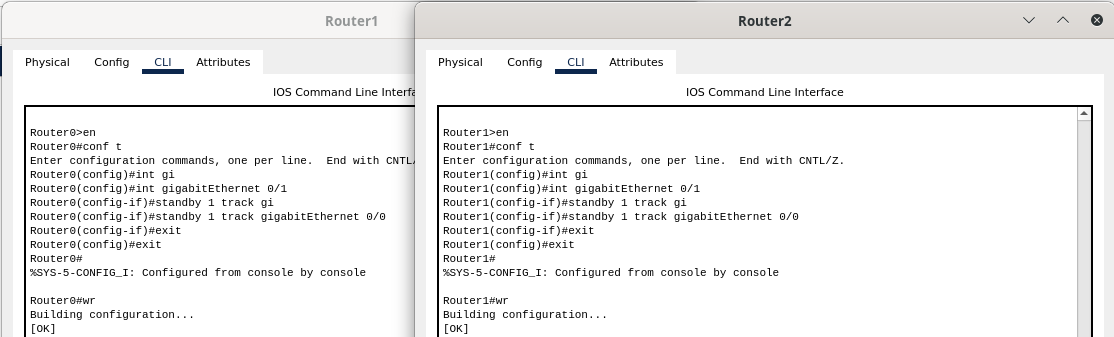 Router1
Physical Config CLI Attributes
IOS Command Line Interfa
Router0>en
Router0#conf t
Enter configuration commands, one per line.  End with CNTL/
Router0(config)#int gi
Router0(config)#int gigabitEthernet 0/1
Router0(config-if)#standby 1 track gi
Router0(config-if)#standby 1 track gigabitEthernet 0/0
Router0(config-if)#exit
Router0(config)#exit
Router0#
%SYS-5-CONFIG_I: Configured from console by console
Router0#wr
Building configuration...
[OK]
Router2
Physical Config CLI Attributes
IOS Command Line Interface
Router1>en
Router1#conf t
Enter configuration commands, one per line.  End with CNTL/Z.
Router1(config)#int gi
Router1(config)#int gigabitEthernet 0/1
Router1(config-if)#standby 1 track gi
Router1(config-if)#standby 1 track gigabitEthernet 0/0
Router1(config-if)#exit
Router1(config)#exit
Router1#
%SYS-5-CONFIG_I: Configured from console by console
Router1#wr
Building configuration...
[OK]